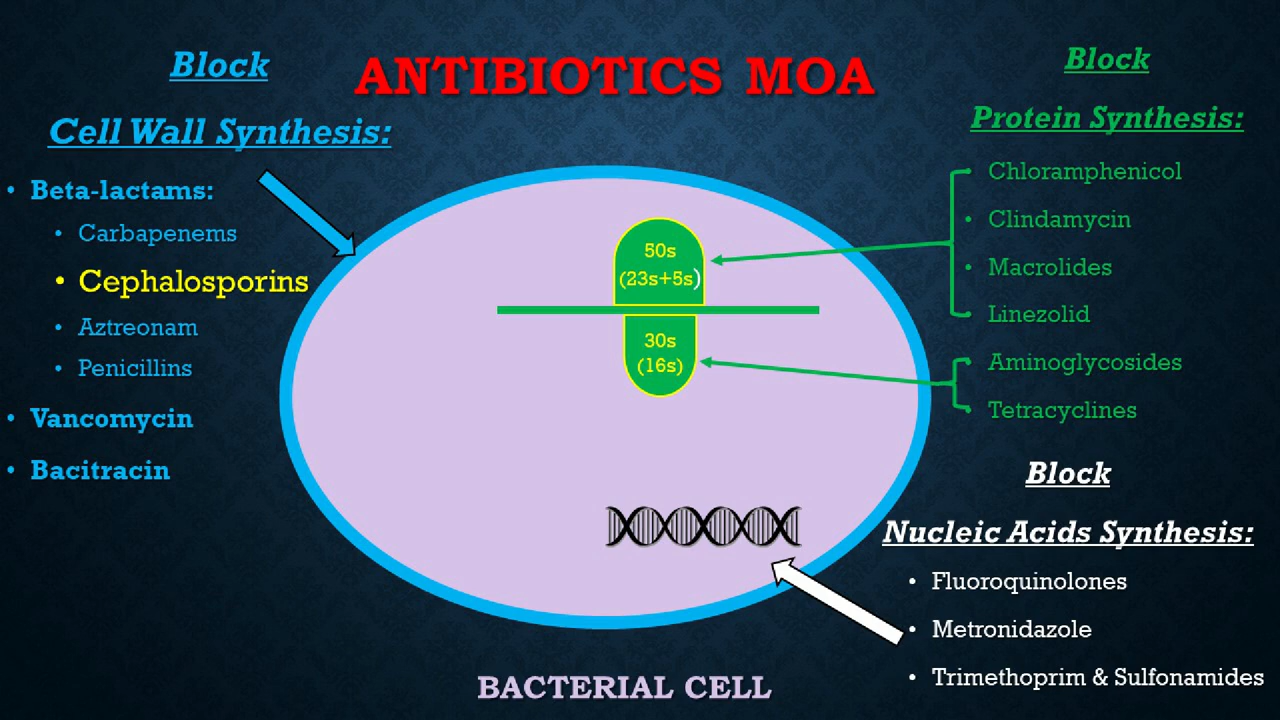 ANTIBIOTICS MOA
Block
Cell Wall Synthesis:
• Beta-lactams:
• Carbapenems
• Cephalosporins
• Aztreonam
• Penicillins
• Vancomycin
• Bacitracin
50s
(23s+5s)
30s
(16s)
Block
Protein Synthesis:
• Chloramphenicol
• Clindamycin
• Macrolides
• Linezolid
• Aminoglycosides
• Tetracyclines
Block
Nucleic Acids Synthesis:
• Fluoroquinolones
• Metronidazole
• Trimethoprim & Sulfonamides
BACTERIAL CELL